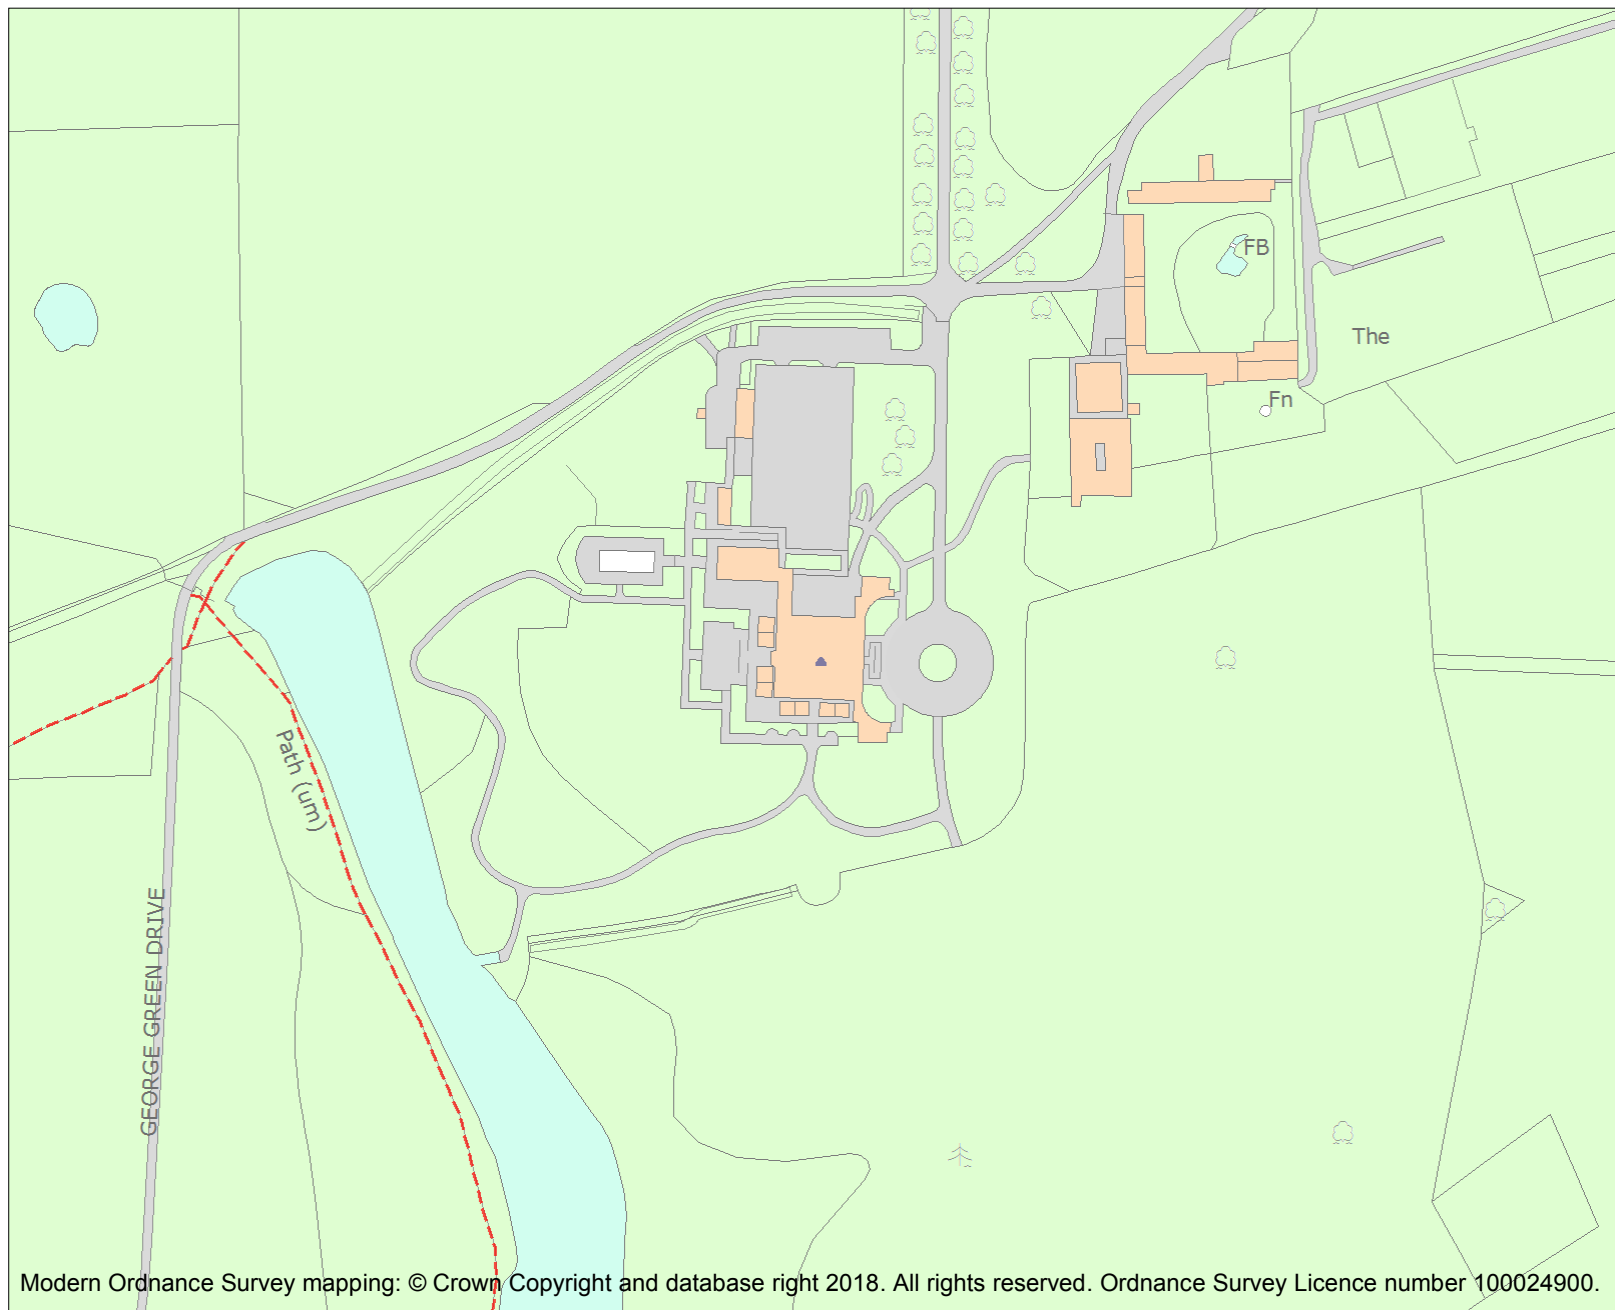 FB
The
Fn
Path (um)
GEORGE GREEN DRIVE
Modern Ordnance Survey mapping: © Crown Copyright and database right 2018. All rights reserved. Ordnance Survey Licence number 100024900.